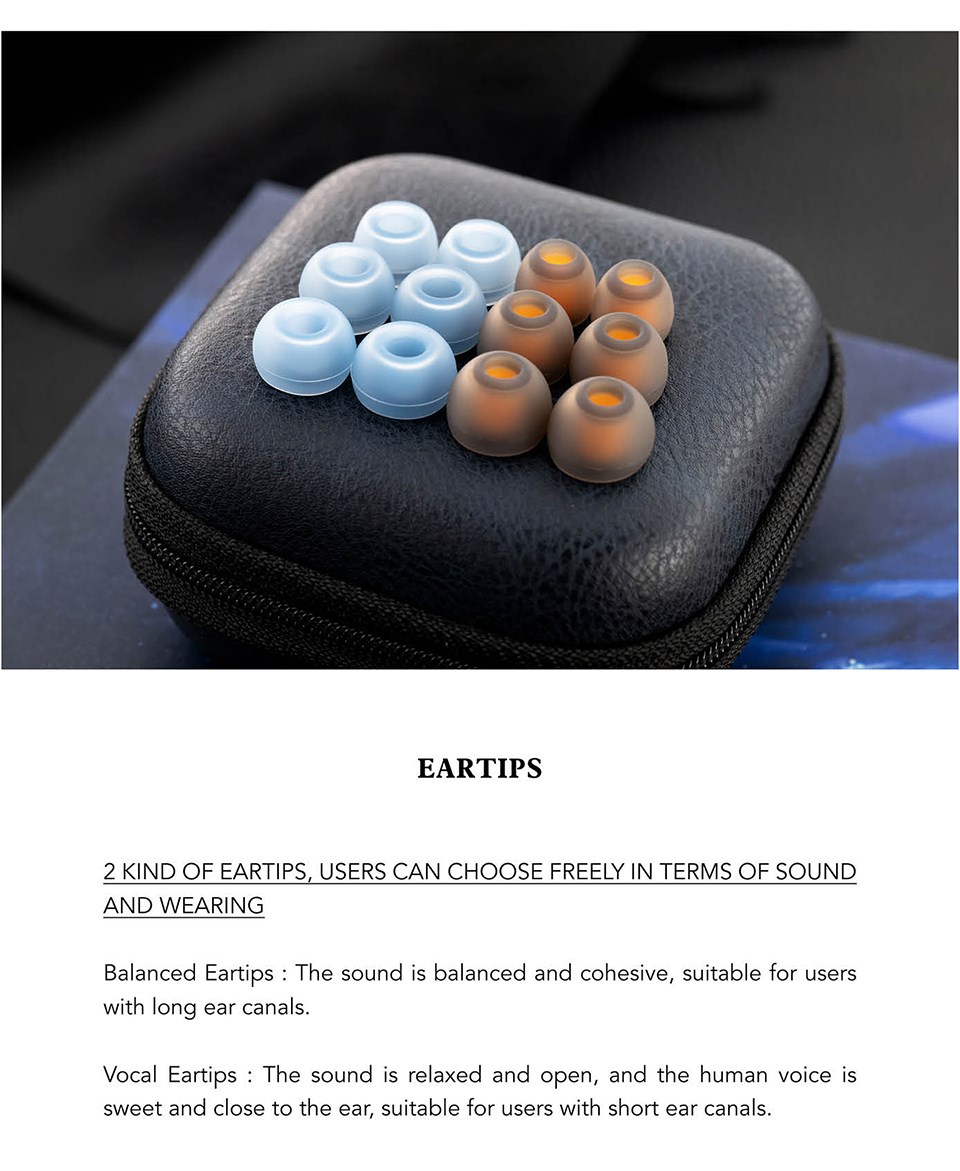 EARTIPS
2 KIND OF EARTIPS, USERS CAN CHOOSE FREELY IN TERMS OF SOUND
AND WEARING
Balanced Eartips : The sound is balanced and cohesive, suitable for users
with long ear canals.
Vocal Eartips : The sound is relaxed and open, and the human voice is
sweet and close to the ear, suitable for users with short ear canals.